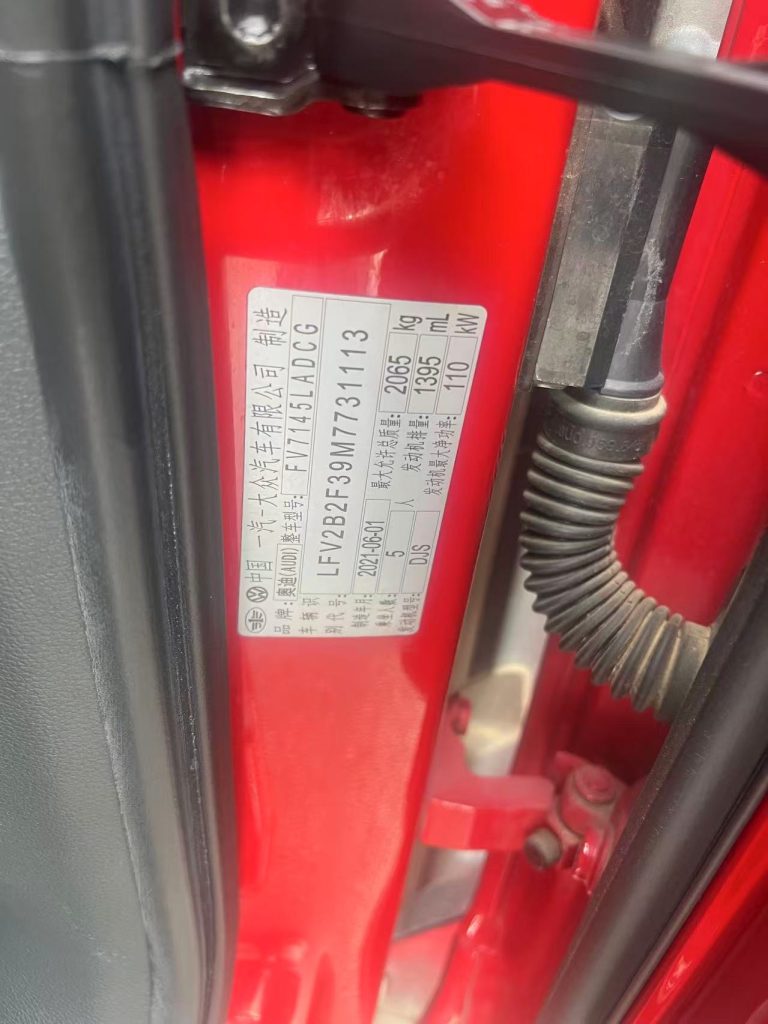 中国 一汽-大众汽车有限公司 制造
品牌: 奥迪(AUDI) 整车型号: FV7145LADCG
车辆识别代号: LFV2B2F39M7731113
制造年月: 2021-06-01 最大允许总质量: 2065 kg
乘坐人数: 5 人 发动机排量: 1395 mL
发动机型号: DJS 发动机最大净功率: 110 kW